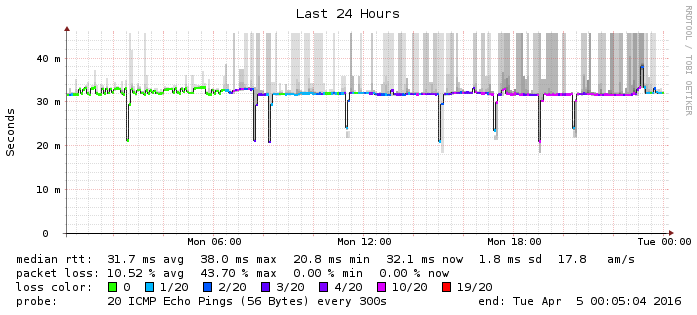 Last 24 Hours
RRDTOOL / TOBI OETIKER
Seconds
40 m
30 m
20 m
10 m
0
Mon 06:00 Mon 12:00 Mon 18:00 Tue 00:00
median rtt: 31.7 ms avg 38.0 ms max 20.8 ms min 32.1 ms now 1.8 ms sd 17.8 am/s
packet loss: 10.52 % avg 43.70 % max 0.00 % min 0.00 % now
loss color: 0 1/20 2/20 3/20 4/20 10/20 19/20
probe: 20 ICMP Echo Pings (56 Bytes) every 300s end: Tue Apr 5 00:05:04 2016